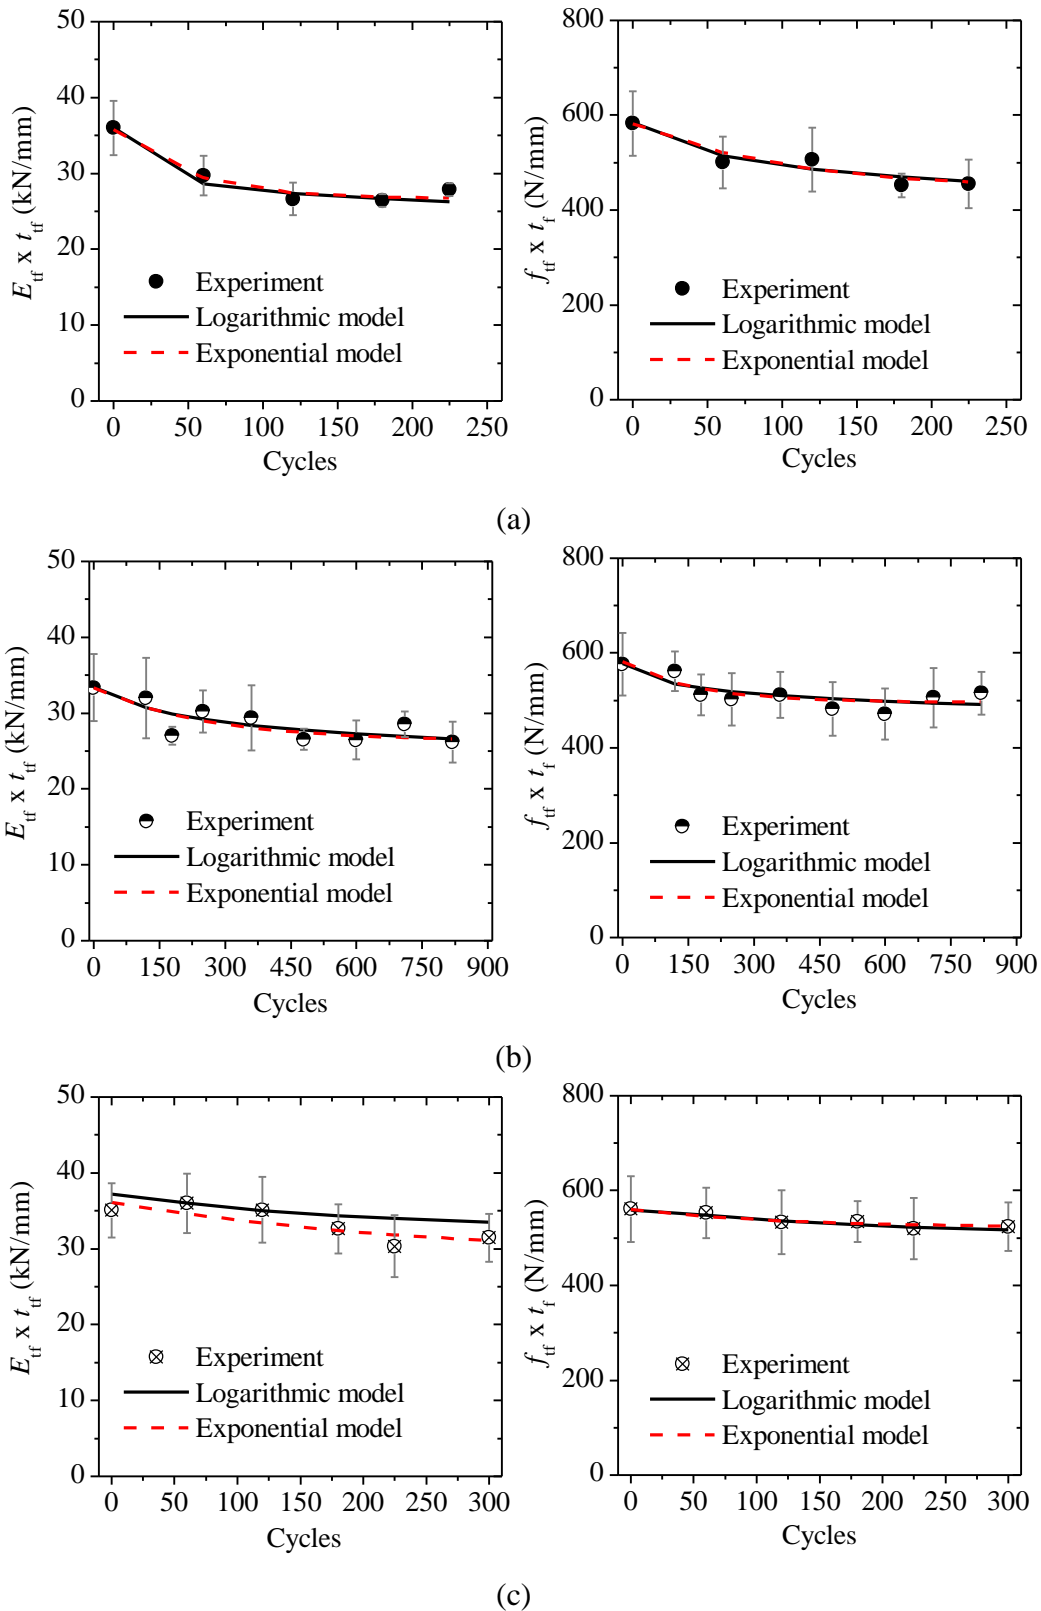 50
40
30
20
10
0
E_tf x t_tf (kN/mm)
Experiment
Logarithmic model
Exponential model
0 50 100 150 200 250
Cycles
800
600
400
200
0
f_tf x t_f (N/mm)
Experiment
Logarithmic model
Exponential model
0 50 100 150 200 250
Cycles
(a)
50
40
30
20
10
0
E_tf x t_tf (kN/mm)
Experiment
Logarithmic model
Exponential model
0 150 300 450 600 750 900
Cycles
800
600
400
200
0
f_tf x t_f (N/mm)
Experiment
Logarithmic model
Exponential model
0 150 300 450 600 750 900
Cycles
(b)
50
40
30
20
10
0
E_tf x t_tf (kN/mm)
Experiment
Logarithmic model
Exponential model
0 50 100 150 200 250 300
Cycles
800
600
400
200
0
f_tf x t_f (N/mm)
Experiment
Logarithmic model
Exponential model
0 50 100 150 200 250 300
Cycles
(c)